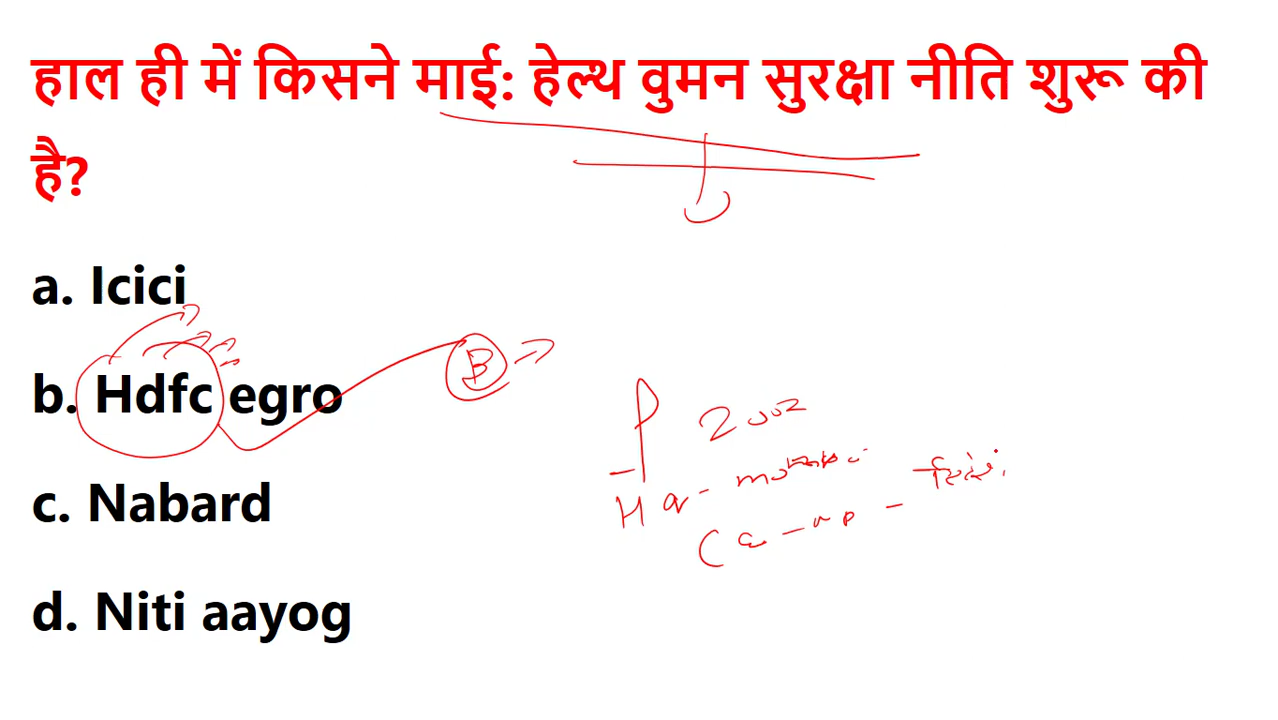 हाल ही में किसने माई: हेल्थ वुमन सुरक्षा नीति शुरू की
है?
a. Icici
b. Hdfc egro
B
c. Nabard
d. Niti aayog
2002